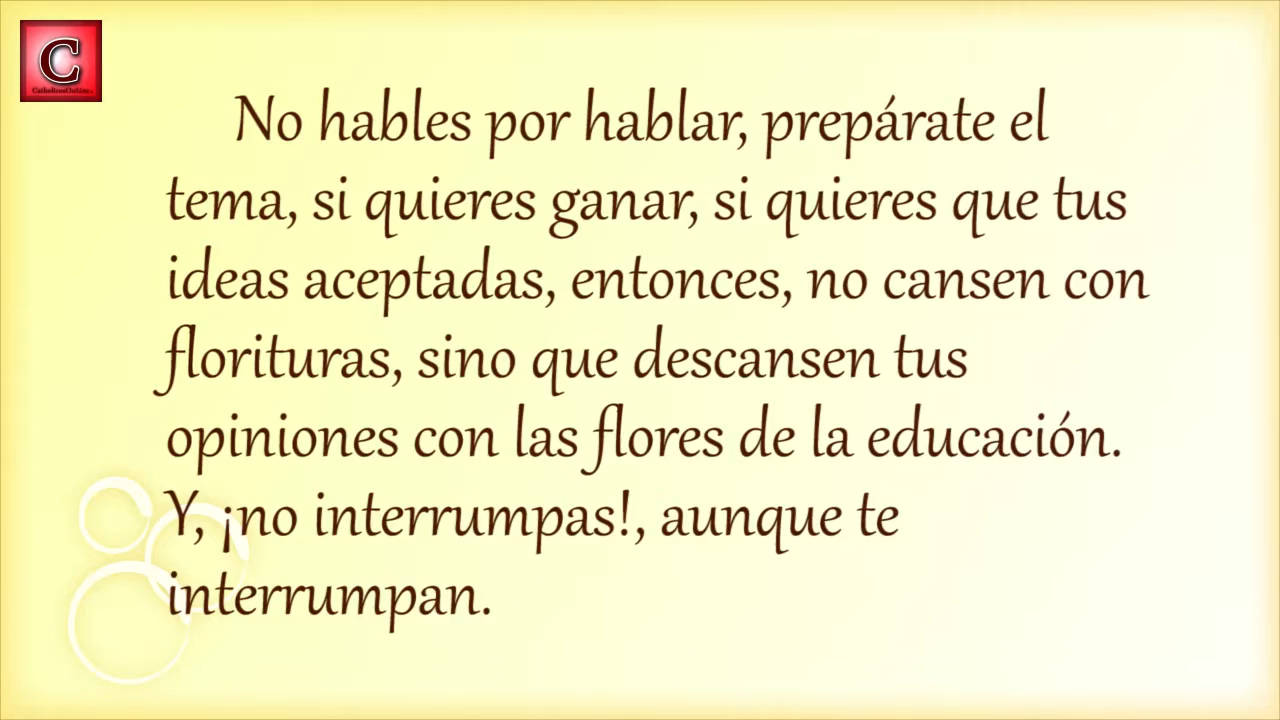 C
No hables por hablar, prepárate el
tema, si quieres ganar, si quieres que tus
ideas aceptadas, entonces, no cansen con
florituras, sino que descansen tus
opiniones con las flores de la educación.
Y, ¡no interrumpas!, aunque te
interrumpan.